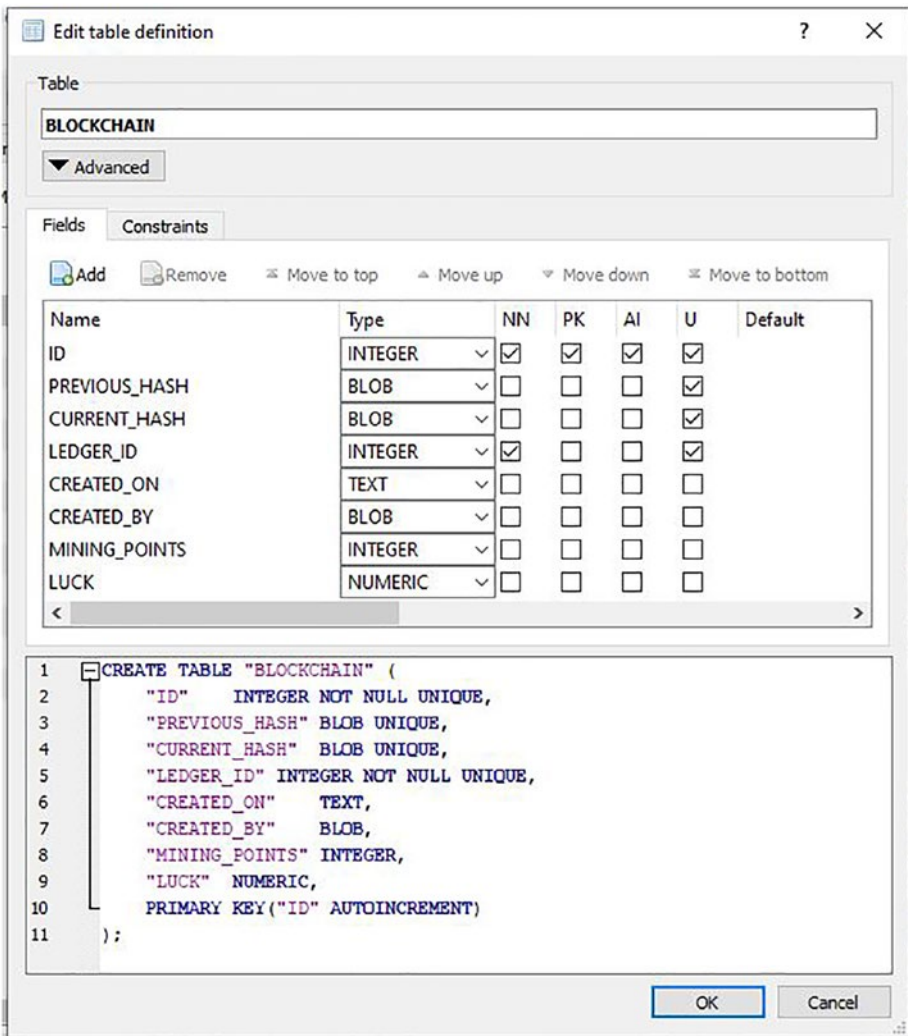 Edit table definition ?
Table
BLOCKCHAIN
Advanced
Fields Constraints
Add Remove Move to top Move up Move down Move to bottom
Name Type NN PK AI U Default
ID INTEGER
PREVIOUS_HASH BLOB
CURRENT_HASH BLOB
LEDGER_ID INTEGER
CREATED_ON TEXT
CREATED_BY BLOB
MINING_POINTS INTEGER
LUCK NUMERIC
1 CREATE TABLE "BLOCKCHAIN" (
2 "ID" INTEGER NOT NULL UNIQUE,
3 "PREVIOUS_HASH" BLOB UNIQUE,
4 "CURRENT_HASH" BLOB UNIQUE,
5 "LEDGER_ID" INTEGER NOT NULL UNIQUE,
6 "CREATED_ON" TEXT,
7 "CREATED_BY" BLOB,
8 "MINING_POINTS" INTEGER,
9 "LUCK" NUMERIC,
10 PRIMARY KEY("ID" AUTOINCREMENT)
11 );
OK Cancel